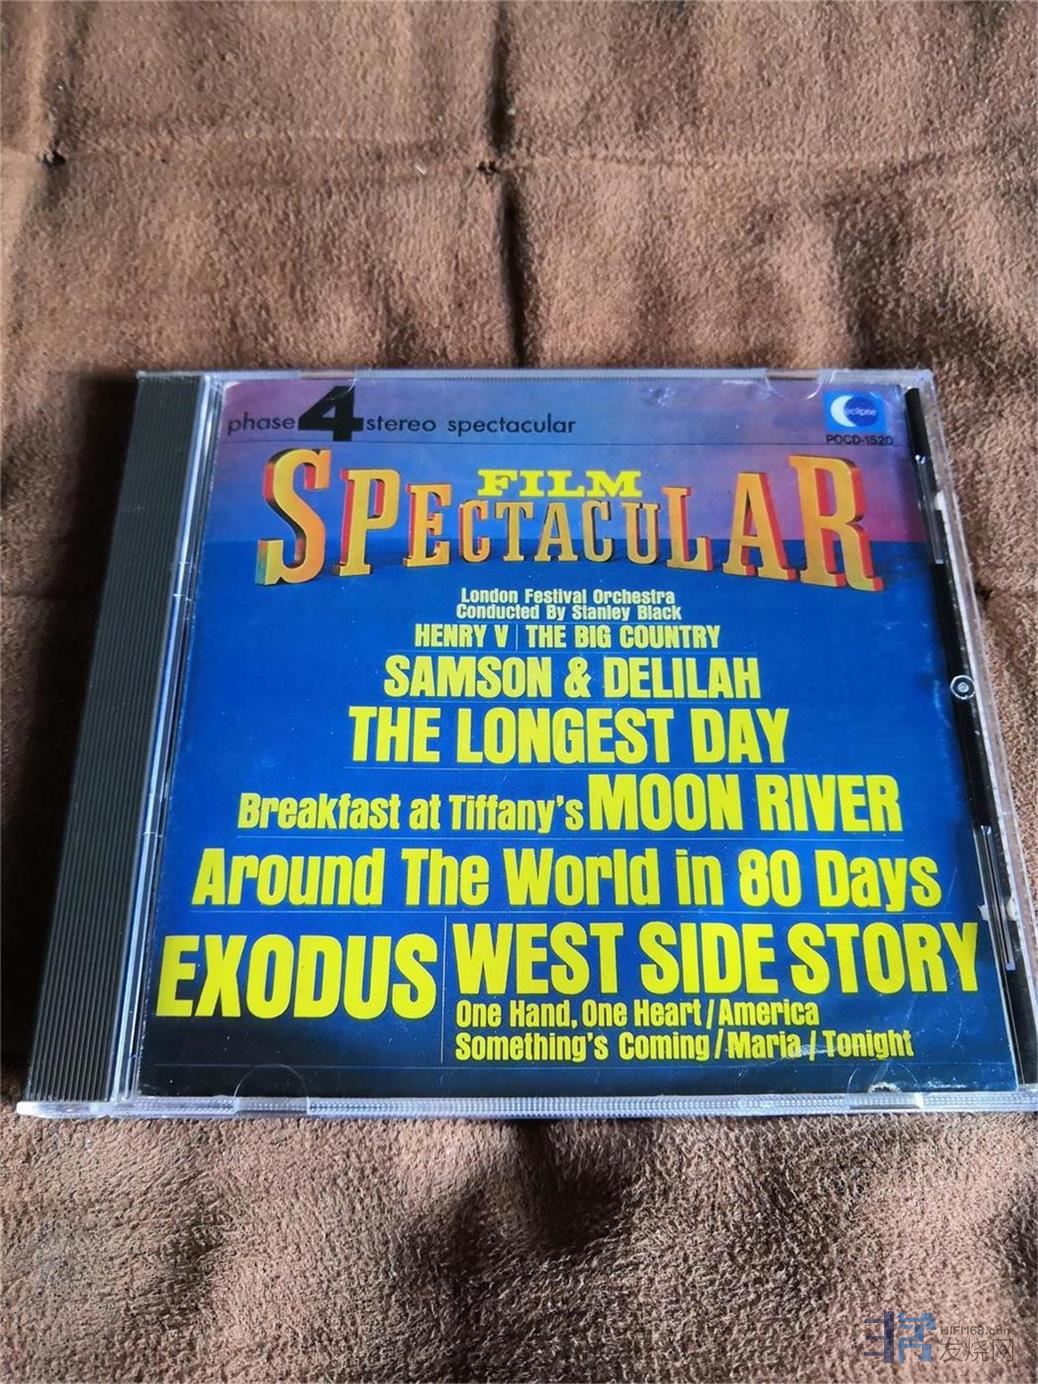 phase 4 stereo spectacular
eclipse
POCD-1520
FILM
SPECTACULAR
London Festival Orchestra
Conducted By Stanley Black
HENRY V | THE BIG COUNTRY
SAMSON & DELILAH
THE LONGEST DAY
Breakfast at Tiffany's MOON RIVER
Around The World in 80 Days
EXODUS
WEST SIDE STORY
One Hand, One Heart/America
Something's Coming/Maria/Tonight
HIFI168.com
发烧网